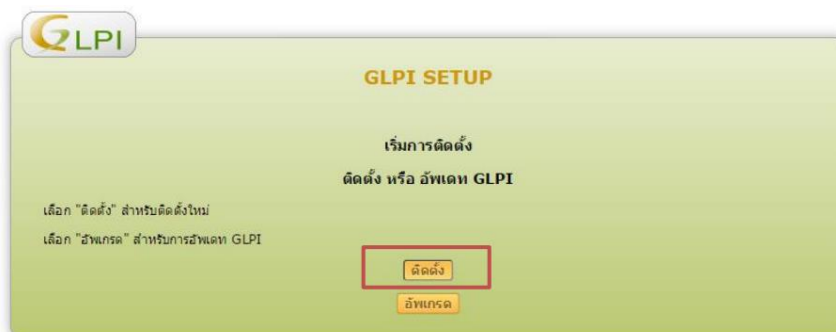 GLPI
GLPI SETUP
เริ่มการติดตั้ง
ติดตั้ง หรือ อัพเดท GLPI
เลือก "ติดตั้ง" สำหรับติดตั้งใหม่
เลือก "อัพเกรด" สำหรับการอัพเดท GLPI
ติดตั้ง
อัพเกรด